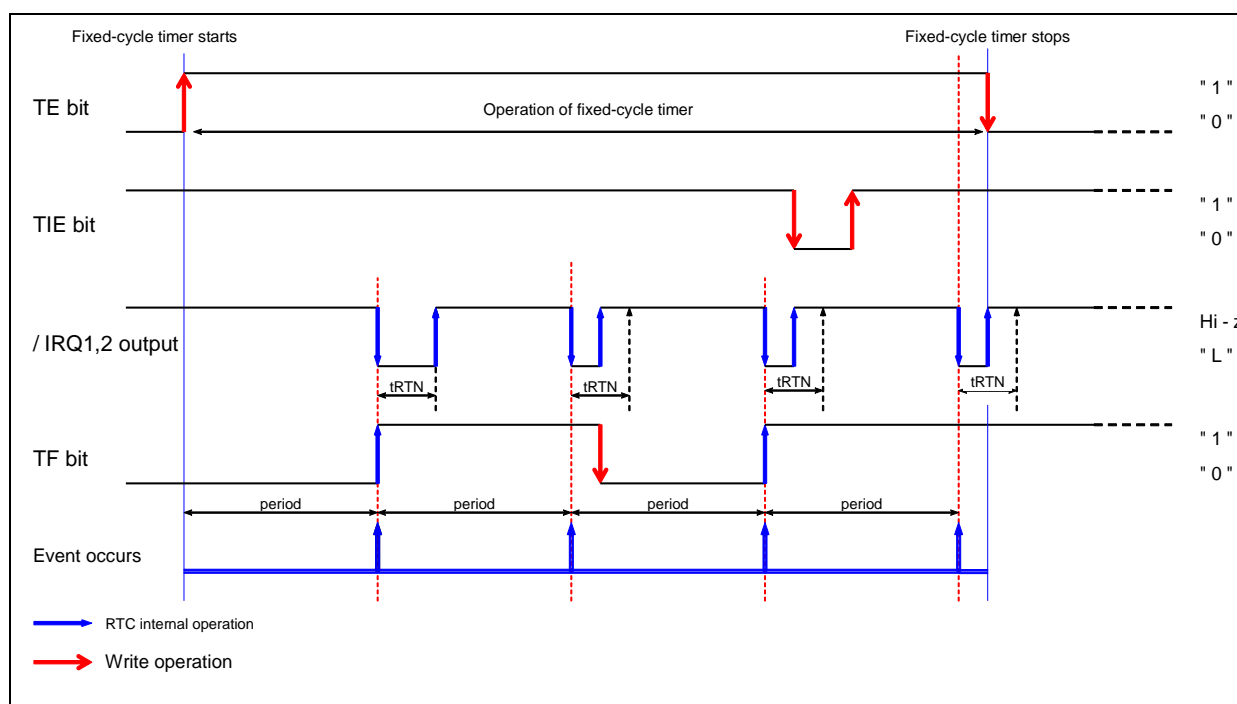 Fixed-cycle timer starts
Fixed-cycle timer stops
TE bit
Operation of fixed-cycle timer
" 1 "
" 0 "
TIE bit
" 1 "
" 0 "
/ IRQ1,2 output
Hi - z
" L "
tRTN
tRTN
tRTN
tRTN
TF bit
" 1 "
" 0 "
period
period
period
period
Event occurs
RTC internal operation
Write operation